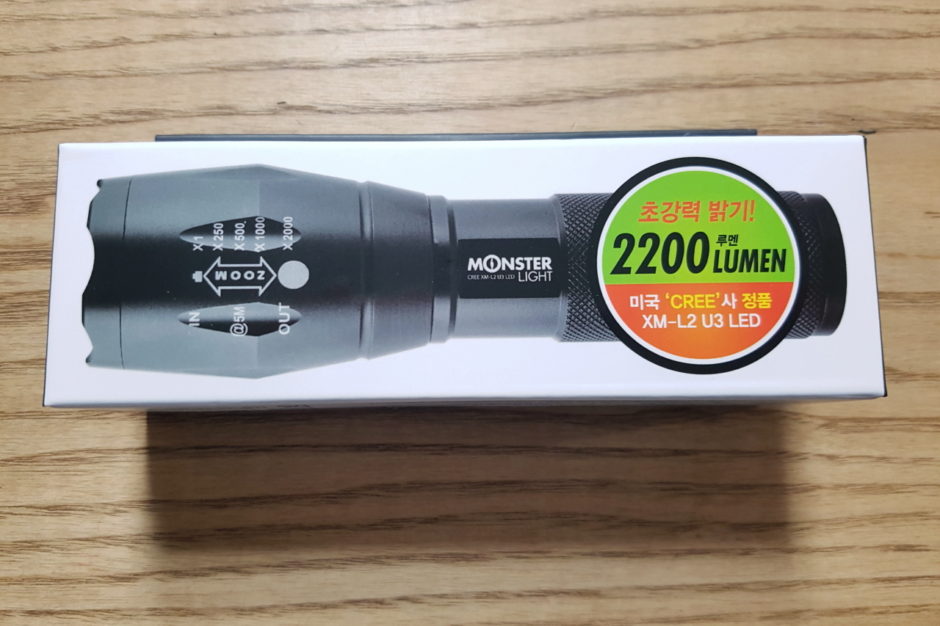 X1
X250
X500.
X1000
X2000
ZOOM
IN
@5M
OUT
MONSTER
CREE XM-L2 U3 LED LIGHT
초강력 밝기!
2200 루멘 LUMEN
미국 'CREE'사 정품
XM-L2 U3 LED